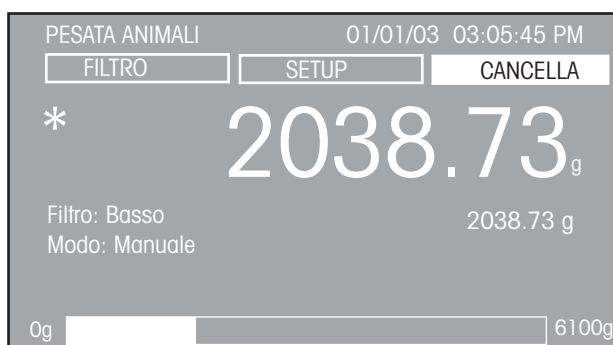 PESATA ANIMALI 01/01/03 03:05:45 PM
FILTRO SETUP CANCELLA
* 2038.73 g
Filtro: Basso 2038.73 g
Modo: Manuale
0g 6100g